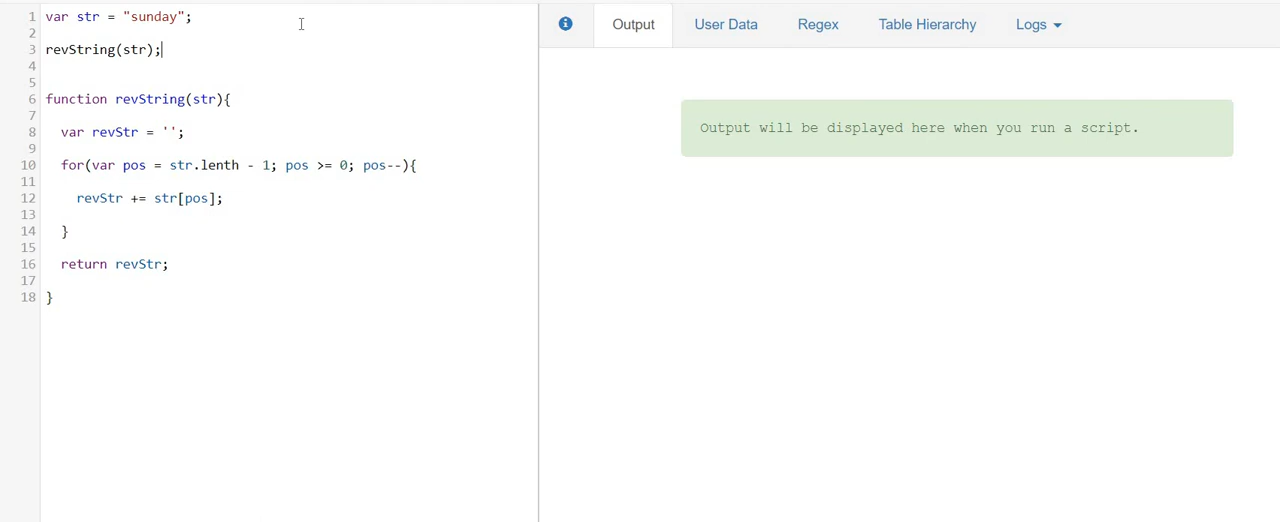 1 var str = "sunday";
2
3 revString(str);
4
5
6 function revString(str){
7
8 var revStr = '';
9
10 for(var pos = str.lenth - 1; pos >= 0; pos--){
11
12 revStr += str[pos];
13
14 }
15
16 return revStr;
17
18 }
Output User Data Regex Table Hierarchy Logs
Output will be displayed here when you run a script.